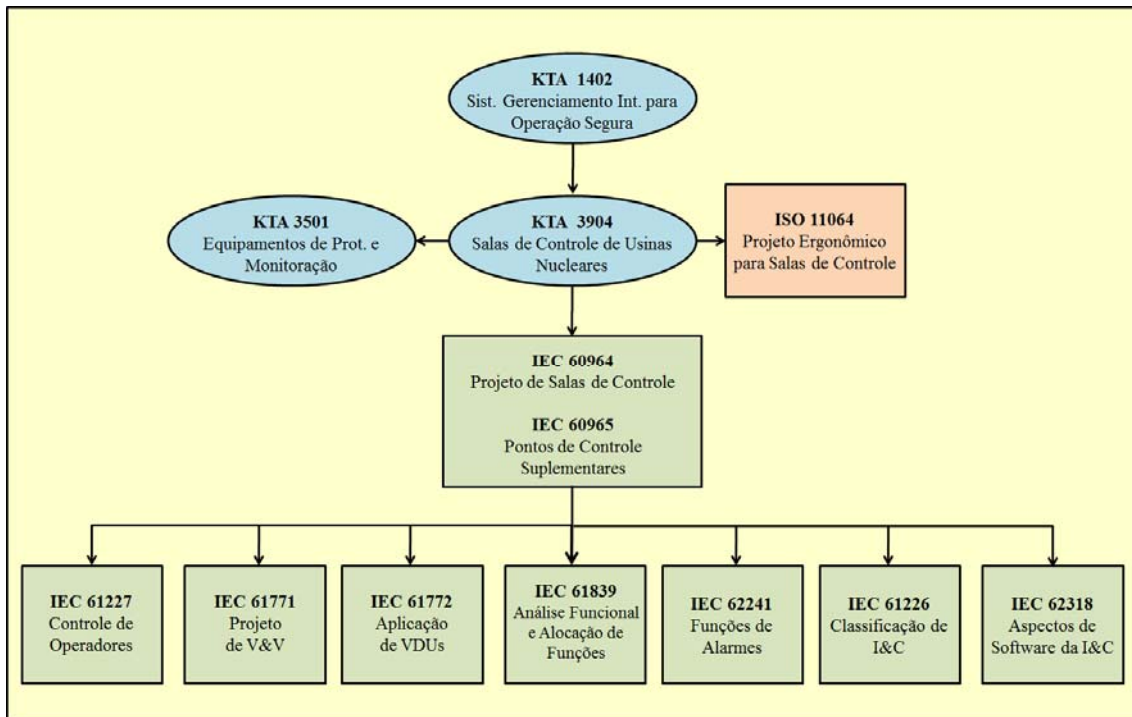 KTA 1402
Sist. Gerenciamento Int. para
Operação Segura
KTA 3501
Equipamentos de Prot. e
Monitoração
KTA 3904
Salas de Controle de Usinas
Nucleares
ISO 11064
Projeto Ergonômico
para Salas de Controle
IEC 60964
Projeto de Salas de Controle
IEC 60965
Pontos de Controle
Suplementares
IEC 61227
Controle de
Operadores
IEC 61771
Projeto
de V&V
IEC 61772
Aplicação
de VDUs
IEC 61839
Análise Funcional
e Alocação de
Funções
IEC 62241
Funções de
Alarmes
IEC 61226
Classificação de
I&C
IEC 62318
Aspectos de
Software da I&C